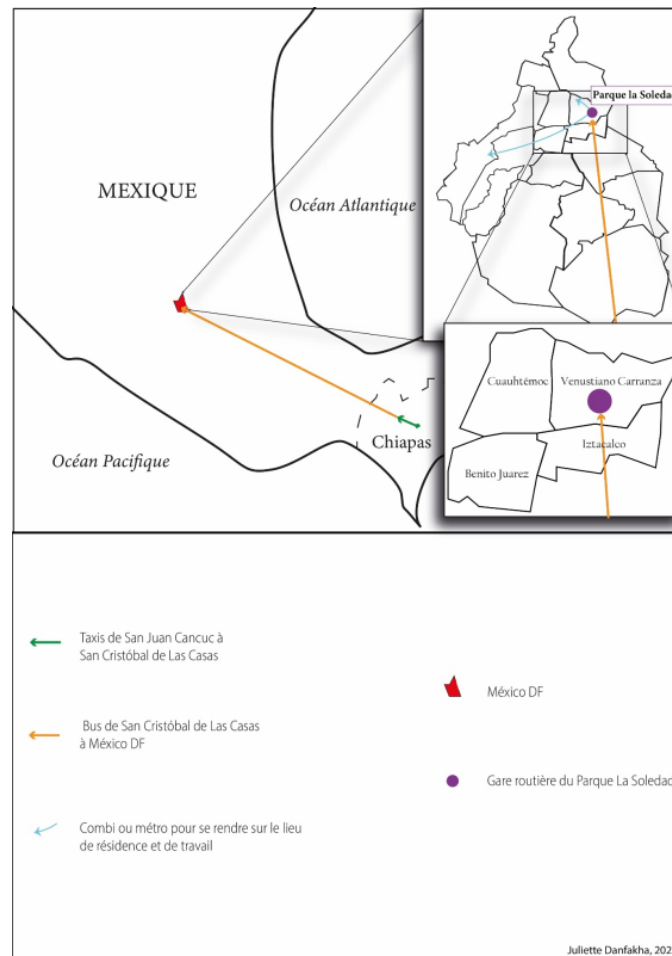 Parque la Soledad
MEXIQUE
Océan Atlantique
Cuauhtémoc
Venustiano Carranza
Iztacalco
Benito Juarez
Chiapas
Océan Pacifique
Taxis de San Juan Cancuc à
San Cristóbal de Las Casas
México DF
Bus de San Cristóbal de Las Casas
à México DF
Gare routière du Parque La Soledad
Combi ou métro pour se rendre sur le lieu
de résidence et de travail
Juliette Danfakha, 202